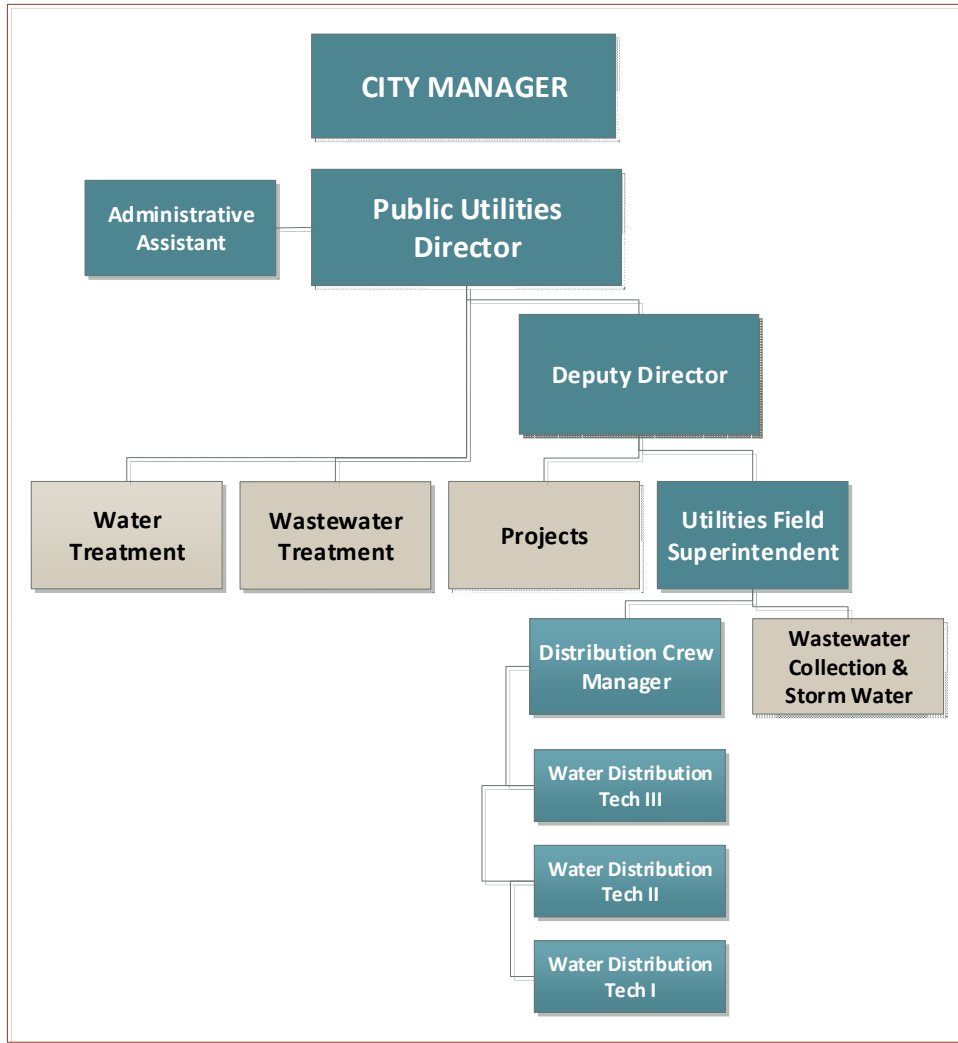 CITY MANAGER
Administrative
Assistant
Public Utilities
Director
Deputy Director
Water
Treatment
Wastewater
Treatment
Projects
Utilities Field
Superintendent
Distribution Crew
Manager
Wastewater
Collection &
Storm Water
Water Distribution
Tech III
Water Distribution
Tech II
Water Distribution
Tech I